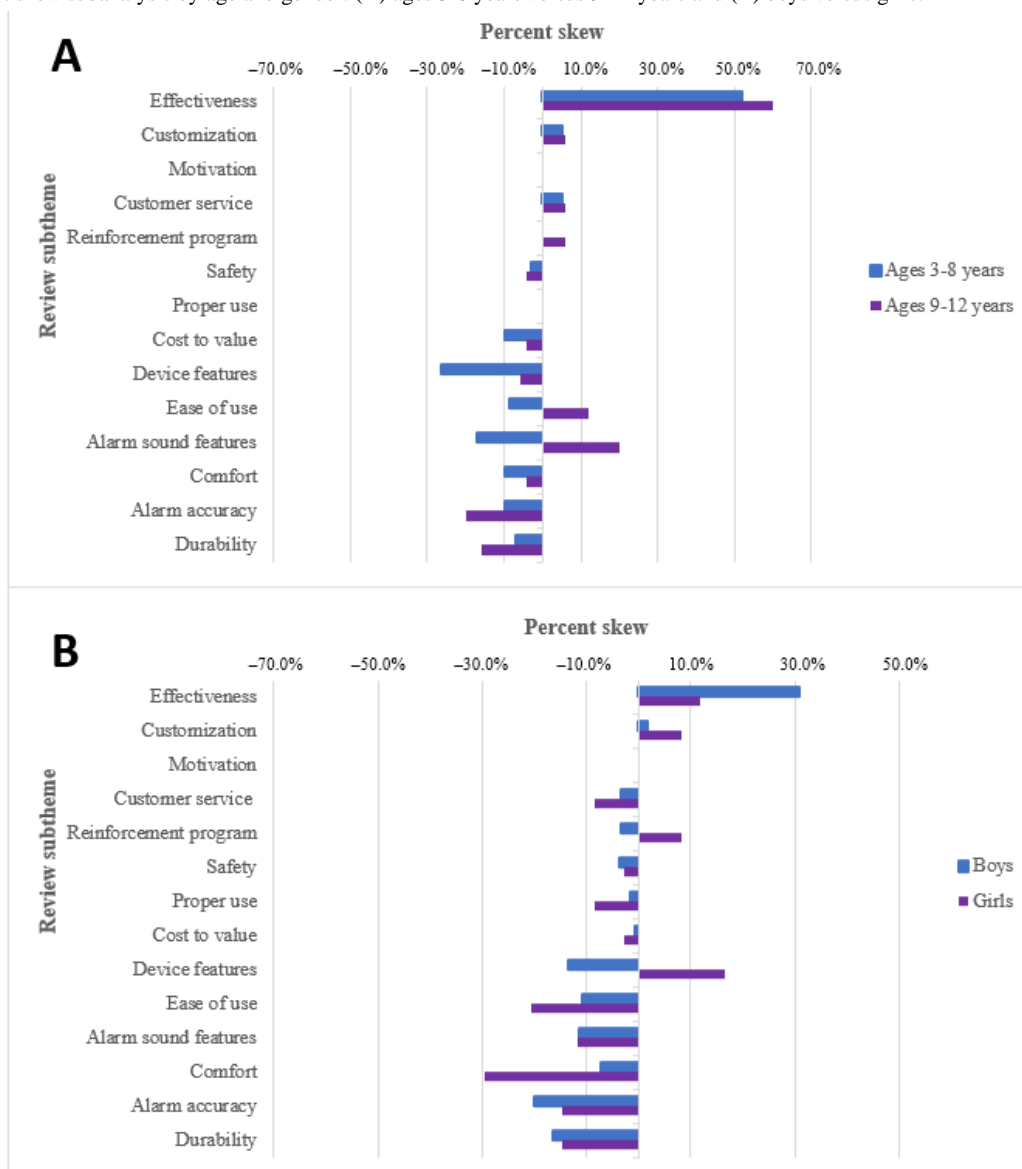 A
Percent skew
−70.0% −50.0% −30.0% −10.0% 10.0% 30.0% 50.0% 70.0%
Review subtheme
Effectiveness
Customization
Motivation
Customer service
Reinforcement program
Safety
Proper use
Cost to value
Device features
Ease of use
Alarm sound features
Comfort
Alarm accuracy
Durability
Ages 3-8 years
Ages 9-12 years
B
Percent skew
−70.0% −50.0% −30.0% −10.0% 10.0% 30.0% 50.0%
Review subtheme
Effectiveness
Customization
Motivation
Customer service
Reinforcement program
Safety
Proper use
Cost to value
Device features
Ease of use
Alarm sound features
Comfort
Alarm accuracy
Durability
Boys
Girls